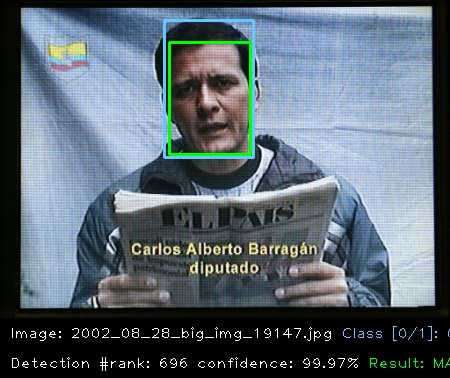 EL PAIS
Carlos Alberto Barragán
diputado
Image: 2002_08_28_big_img_19147.jpg Class [0/1]:
Detection #rank: 696 confidence: 99.97% Result: MA